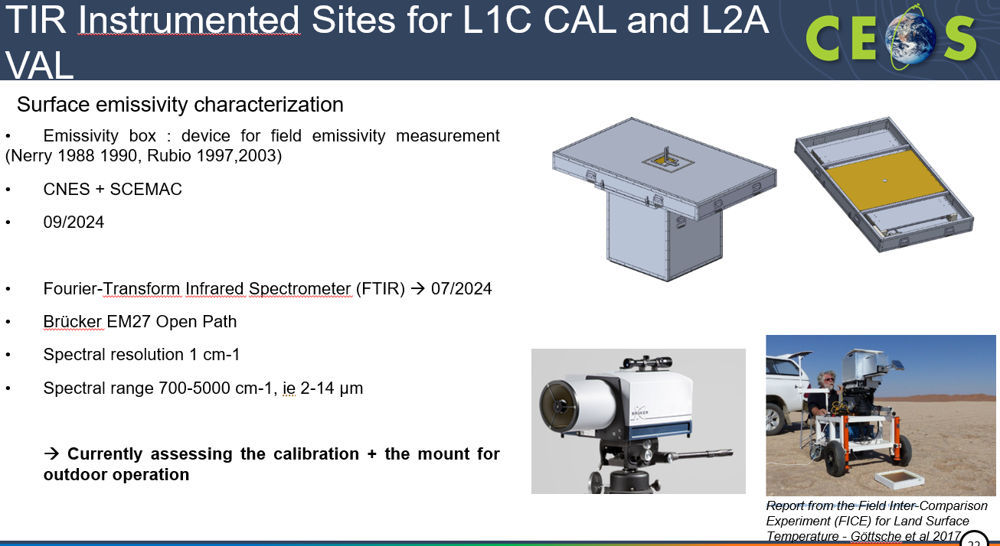 TIR Instrumented Sites for L1C CAL and L2A
VAL
CEOS
Surface emissivity characterization
• Emissivity box : device for field emissivity measurement
(Nerry 1988 1990, Rubio 1997,2003)
• CNES + SCEMAC
• 09/2024
• Fourier-Transform Infrared Spectrometer (FTIR) → 07/2024
• Brücker EM27 Open Path
• Spectral resolution 1 cm-1
• Spectral range 700-5000 cm-1, ie 2-14 µm
→ Currently assessing the calibration + the mount for
outdoor operation
BRUKER
Report from the Field Inter-Comparison
Experiment (FICE) for Land Surface
Temperature - Göttsche et al 2017
22